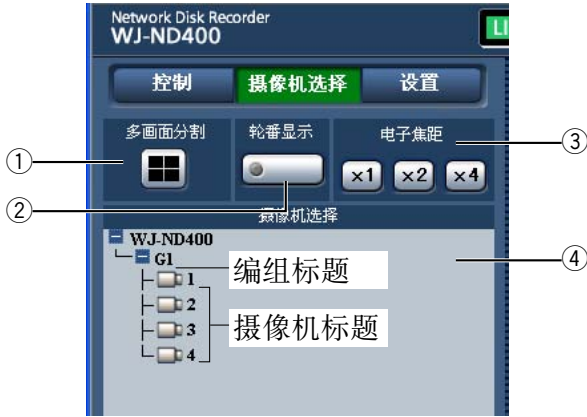 Network Disk Recorder
WJ-ND400
LI
控制 摄像机选择 设置
多画面分割 轮番显示 电子焦距
① ③
×1 ×2 ×4
②
摄像机选择
WJ-ND400
④
G1
编组标题
1
2
摄像机标题
3
4